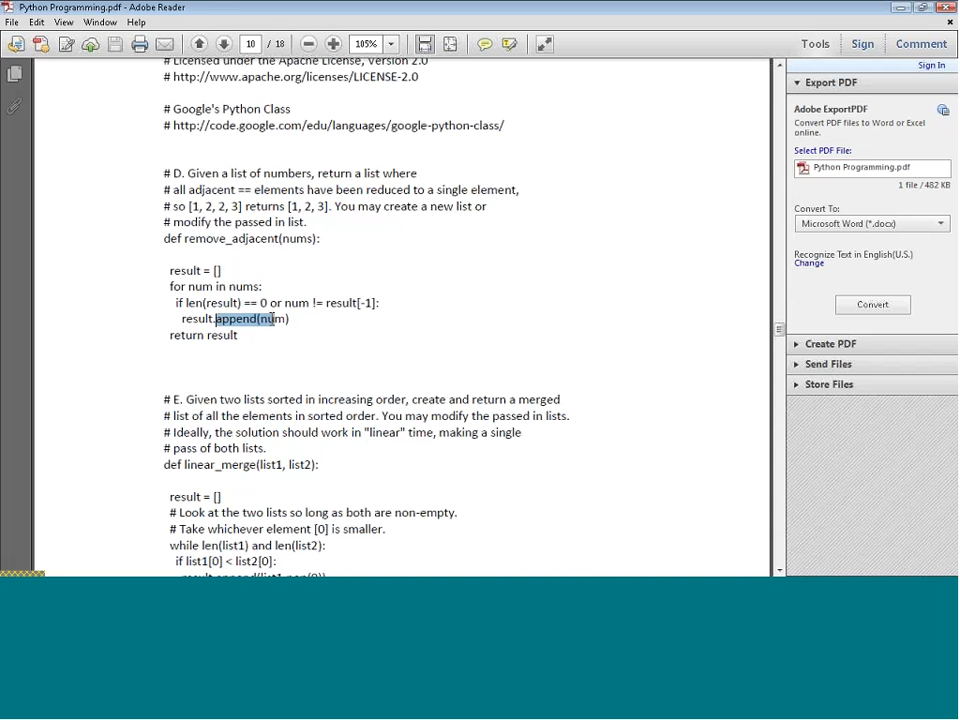 Python Programming.pdf - Adobe Reader
File Edit View Window Help
10 / 18 105% Tools Sign Comment
Sign In
# Licensed under the Apache License, Version 2.0
# http://www.apache.org/licenses/LICENSE-2.0
# Google's Python Class
# http://code.google.com/edu/languages/google-python-class/
# D. Given a list of numbers, return a list where
# all adjacent == elements have been reduced to a single element,
# so [1, 2, 2, 3] returns [1, 2, 3]. You may create a new list or
# modify the passed in list.
def remove_adjacent(nums):
result = []
for num in nums:
if len(result) == 0 or num != result[-1]:
result.append(num)
return result
# E. Given two lists sorted in increasing order, create and return a merged
# list of all the elements in sorted order. You may modify the passed in lists.
# Ideally, the solution should work in "linear" time, making a single
# pass of both lists.
def linear_merge(list1, list2):
result = []
# Look at the two lists so long as both are non-empty.
# Take whichever element [0] is smaller.
while len(list1) and len(list2):
if list1[0] < list2[0]:
result.append(list1.pop(0))
Export PDF
Adobe ExportPDF
Convert PDF files to Word or Excel
online.
Select PDF File:
Python Programming.pdf
1 file / 482 KB
Convert To:
Microsoft Word (*.docx)
Recognize Text in English(U.S.)
Change
Convert
Create PDF
Send Files
Store Files